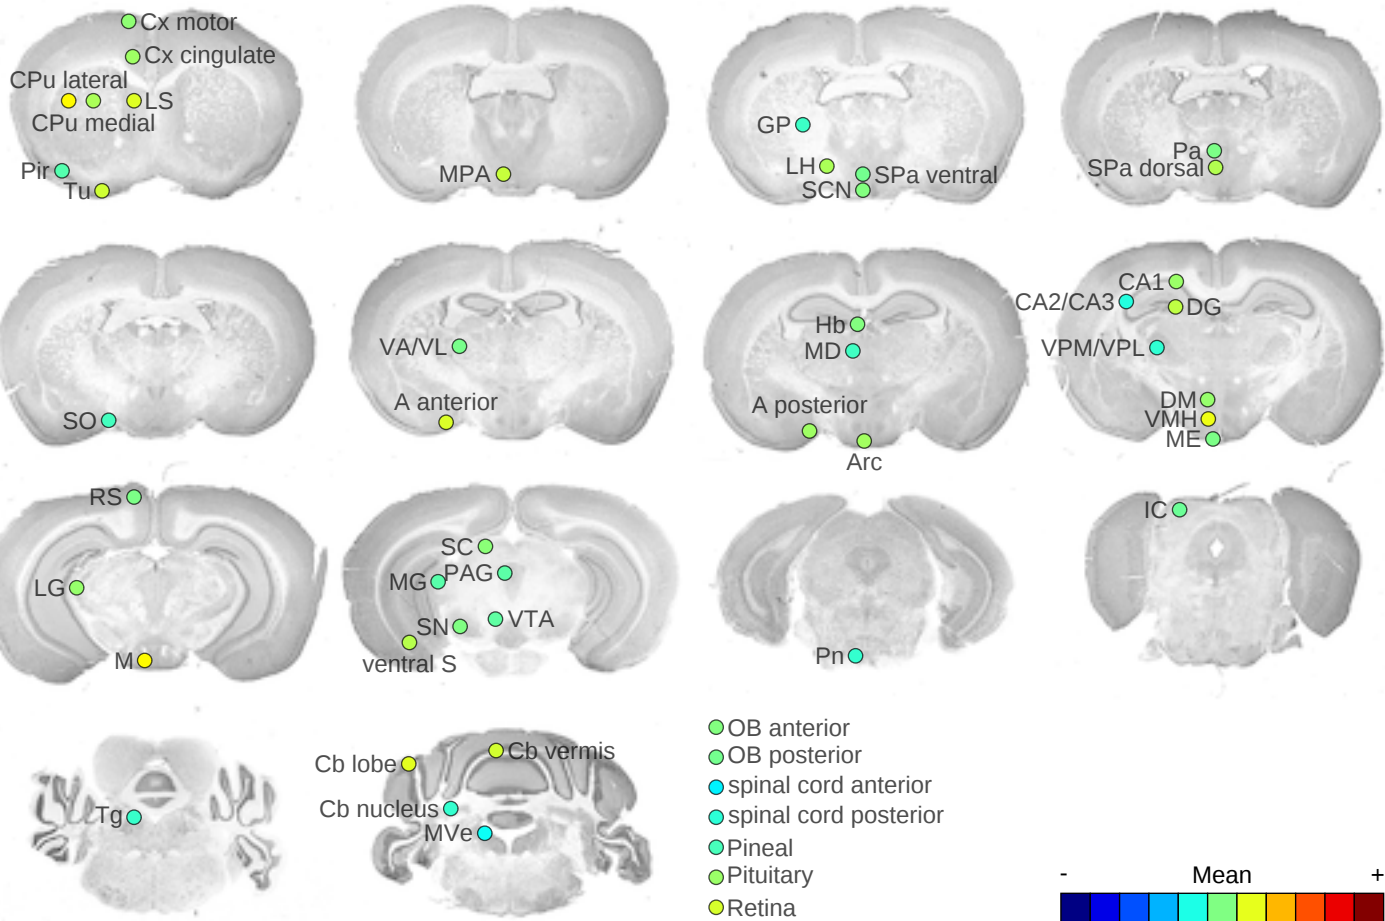 Cx motor
Cx cingulate
CPu lateral
LS
CPu medial
Pir
Tu
MPA
GP
LH
SPa ventral
SCN
Pa
SPa dorsal
SO
VA/VL
A anterior
Hb
MD
A posterior
Arc
CA1
CA2/CA3
DG
VPM/VPL
DM
VMH
ME
RS
LG
M
SC
MG
PAG
SN
VTA
ventral S
Pn
IC
Tg
Cb lobe
Cb vermis
Cb nucleus
MVe
OB anterior
OB posterior
spinal cord anterior
spinal cord posterior
Pineal
Pituitary
Retina
- Mean +